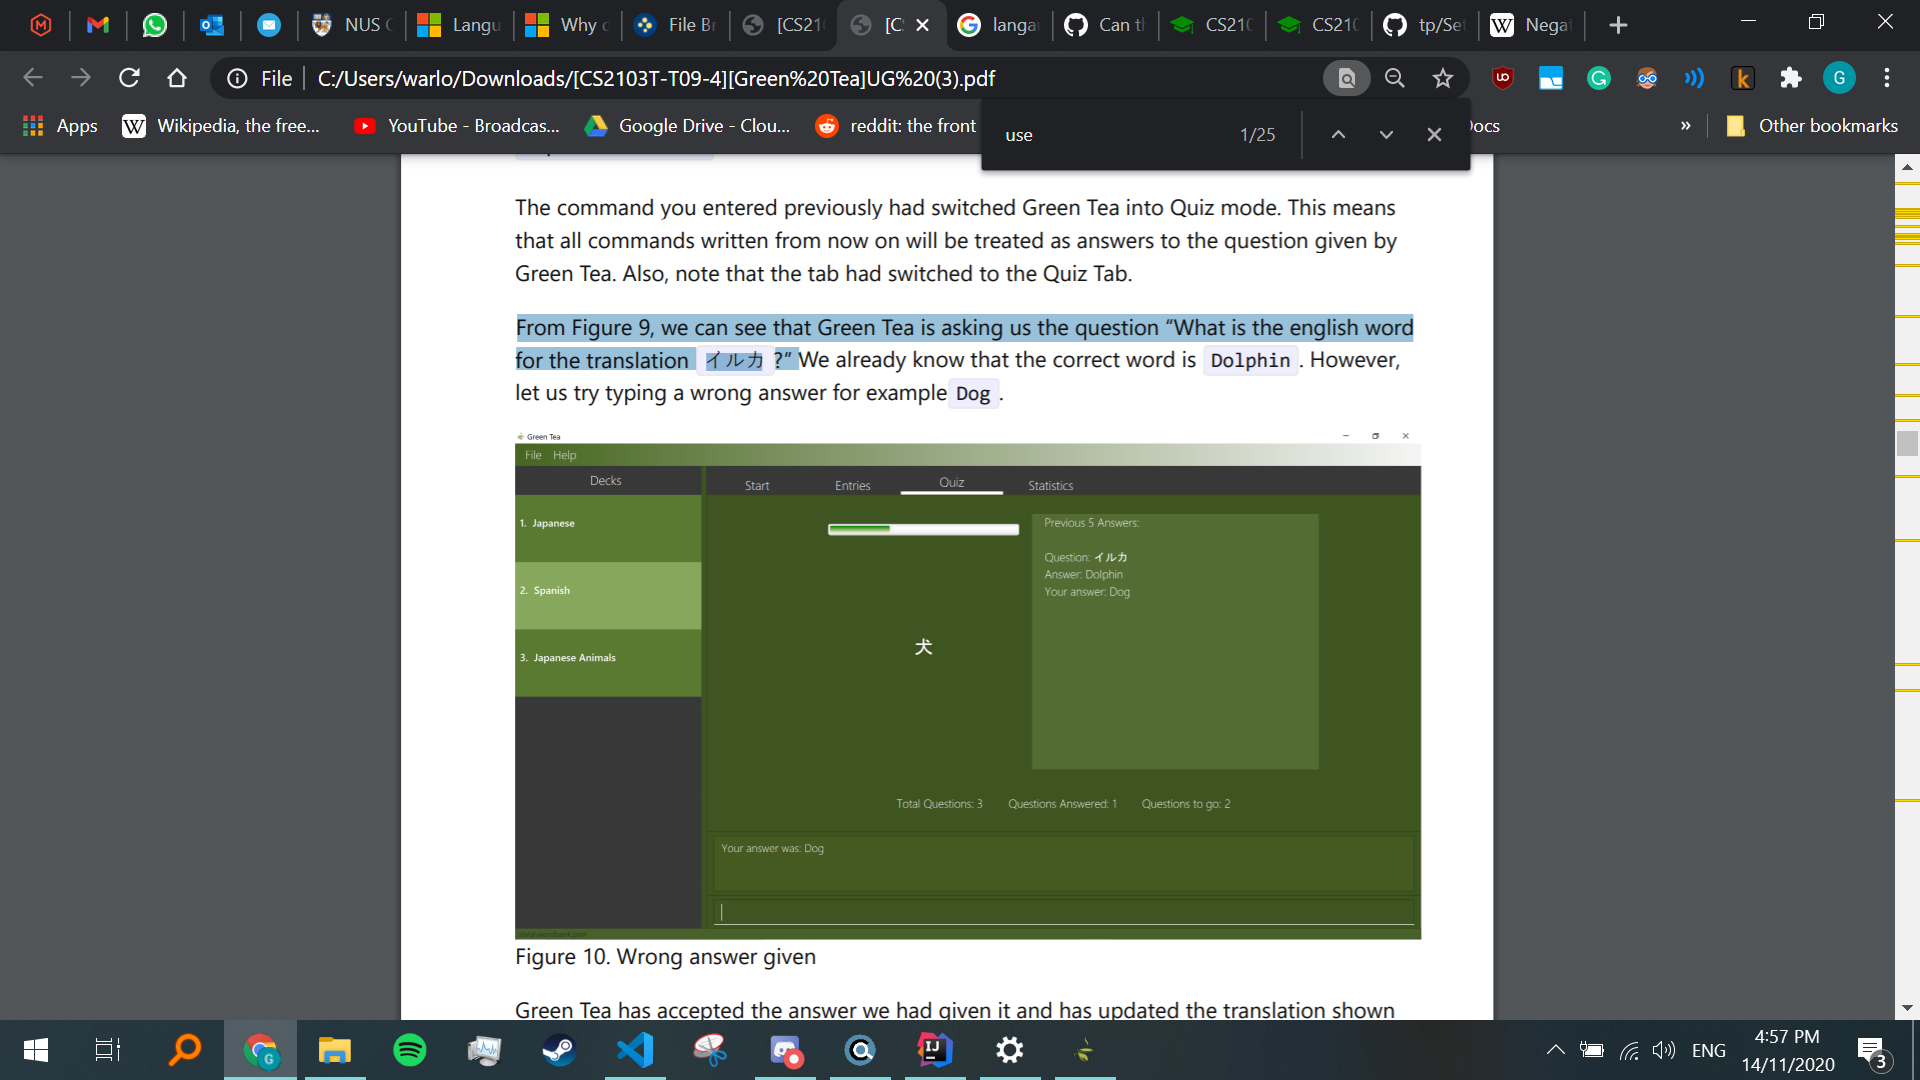 NUS C
Langu
Why c
File Br
[CS210
[CS
langau
Can th
CS210
CS210
tp/Set
Negat
File
C:/Users/warlo/Downloads/[CS2103T-T09-4][Green%20Tea]UG%20(3).pdf
Apps
Wikipedia, the free...
YouTube - Broadcas...
Google Drive - Clou...
reddit: the front
ocs
»
Other bookmarks
use
1/25
The command you entered previously had switched Green Tea into Quiz mode. This means
that all commands written from now on will be treated as answers to the question given by
Green Tea. Also, note that the tab had switched to the Quiz Tab.
From Figure 9, we can see that Green Tea is asking us the question “What is the english word
for the translation イルカ ?” We already know that the correct word is Dolphin . However,
let us try typing a wrong answer for example Dog .
Green Tea
File Help
Decks
Start
Entries
Quiz
Statistics
1. Japanese
2. Spanish
3. Japanese Animals
Previous 5 Answers:
Question: イルカ
Answer: Dolphin
Your answer: Dog
犬
Total Questions: 3
Questions Answered: 1
Questions to go: 2
Your answer was: Dog
Figure 10. Wrong answer given
Green Tea has accepted the answer we had given it and has updated the translation shown
ENG
4:57 PM
14/11/2020
3